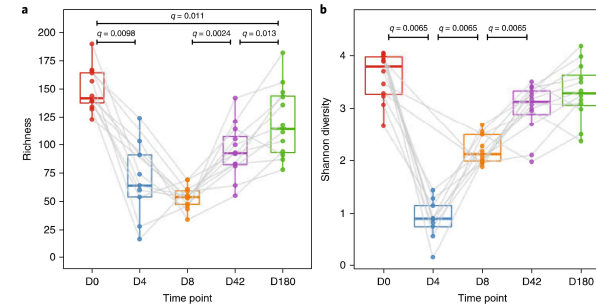 a
q = 0.011
q = 0.0098
q = 0.0024
q = 0.013
200
175
150
125
100
75
50
25
0
Richness
D0
D4
D8
D42
D180
Time point
b
q = 0.0065
q = 0.0065
q = 0.0065
4
3
2
1
0
Shannon diversity
D0
D4
D8
D42
D180
Time point